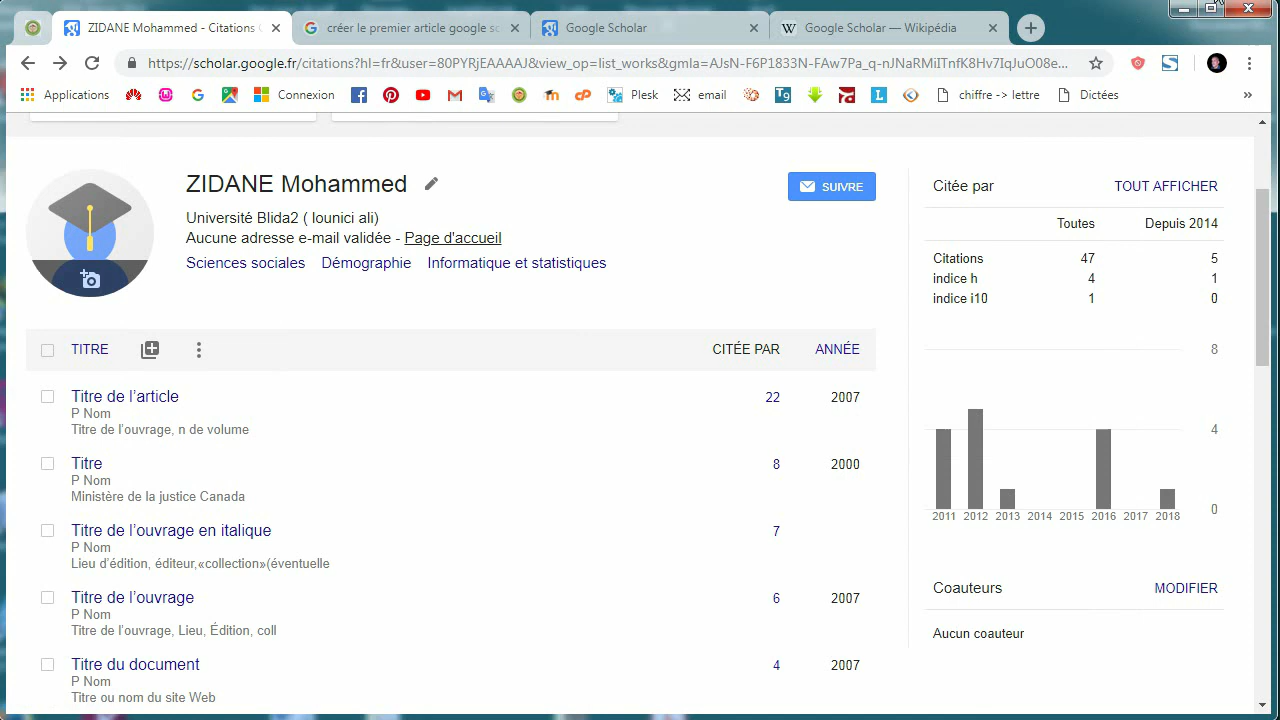 ZIDANE Mohammed - Citations G
créer le premier article google sc
Google Scholar
Google Scholar — Wikipédia
https://scholar.google.fr/citations?hl=fr&user=80PYRjEAAAAJ&view_op=list_works&gmla=AJsN-F6P1833N-FAw7Pa_q-nJNaRMiITnfK8Hv7IqJuO08e...
Applications
Connexion
Plesk
email
T9
L
chiffre -> lettre
Dictées
»
ZIDANE Mohammed
SUIVRE
Université Blida2 ( lounici ali)
Aucune adresse e-mail validée - Page d'accueil
Sciences sociales Démographie Informatique et statistiques
TITRE CITÉE PAR ANNÉE
Titre de l’article 22 2007
P Nom
Titre de l’ouvrage, n de volume
Titre 8 2000
P Nom
Ministère de la justice Canada
Titre de l’ouvrage en italique 7
P Nom
Lieu d’édition, éditeur,«collection»(éventuelle
Titre de l’ouvrage 6 2007
P Nom
Titre de l’ouvrage, Lieu, Édition, coll
Titre du document 4 2007
P Nom
Titre ou nom du site Web
Citée par TOUT AFFICHER
Toutes Depuis 2014
Citations 47 5
indice h 4 1
indice i10 1 0
8
4
0
2011 2012 2013 2014 2015 2016 2017 2018
Coauteurs MODIFIER
Aucun coauteur